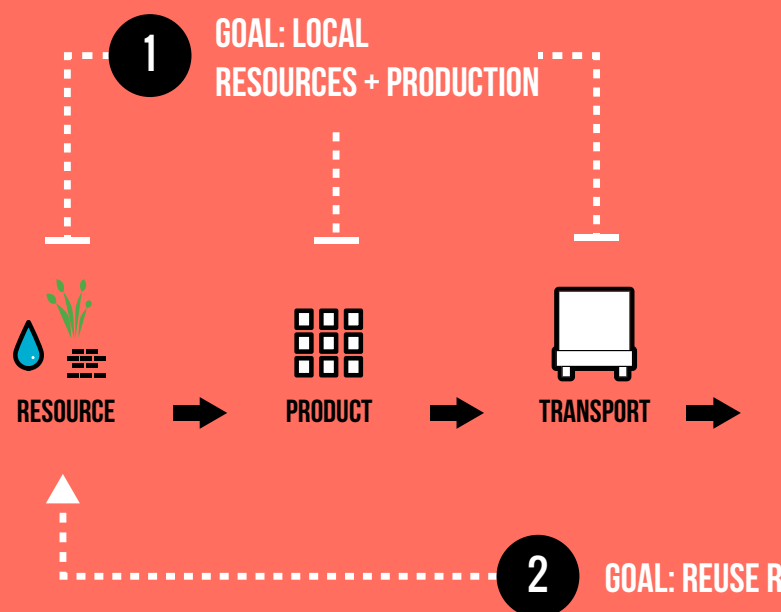 1
GOAL: LOCAL
RESOURCES + PRODUCTION
RESOURCE
PRODUCT
TRANSPORT
2
GOAL: REUSE R